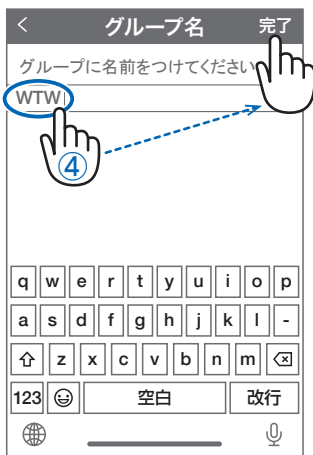 < グループ名 完了
グループに名前をつけてください
WTW
④
q w e r t y u i o p
a s d f g h j k l -
z x c v b n m
123 空白 改行